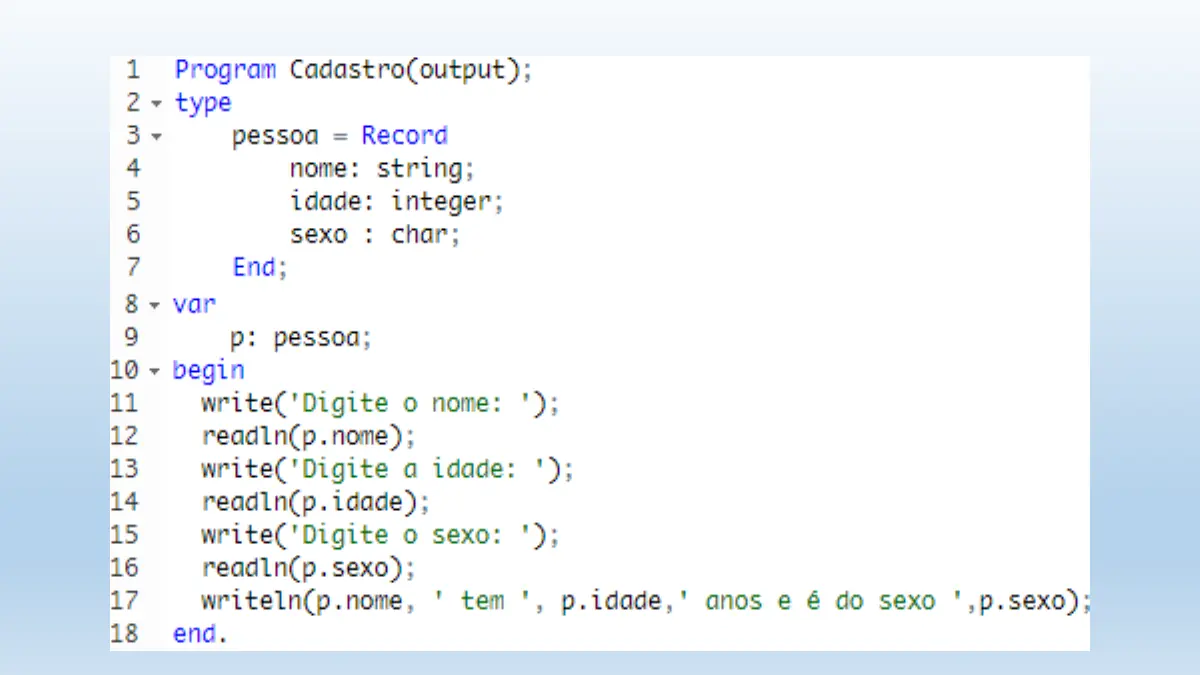 1 Program Cadastro(output);
2 type
3 pessoa = Record
4 nome: string;
5 idade: integer;
6 sexo : char;
7 End;
8 var
9 p: pessoa;
10 begin
11 write('Digite o nome: ');
12 readln(p.nome);
13 write('Digite a idade: ');
14 readln(p.idade);
15 write('Digite o sexo: ');
16 readln(p.sexo);
17 writeln(p.nome, ' tem ', p.idade,' anos e é do sexo ',p.sexo);
18 end.